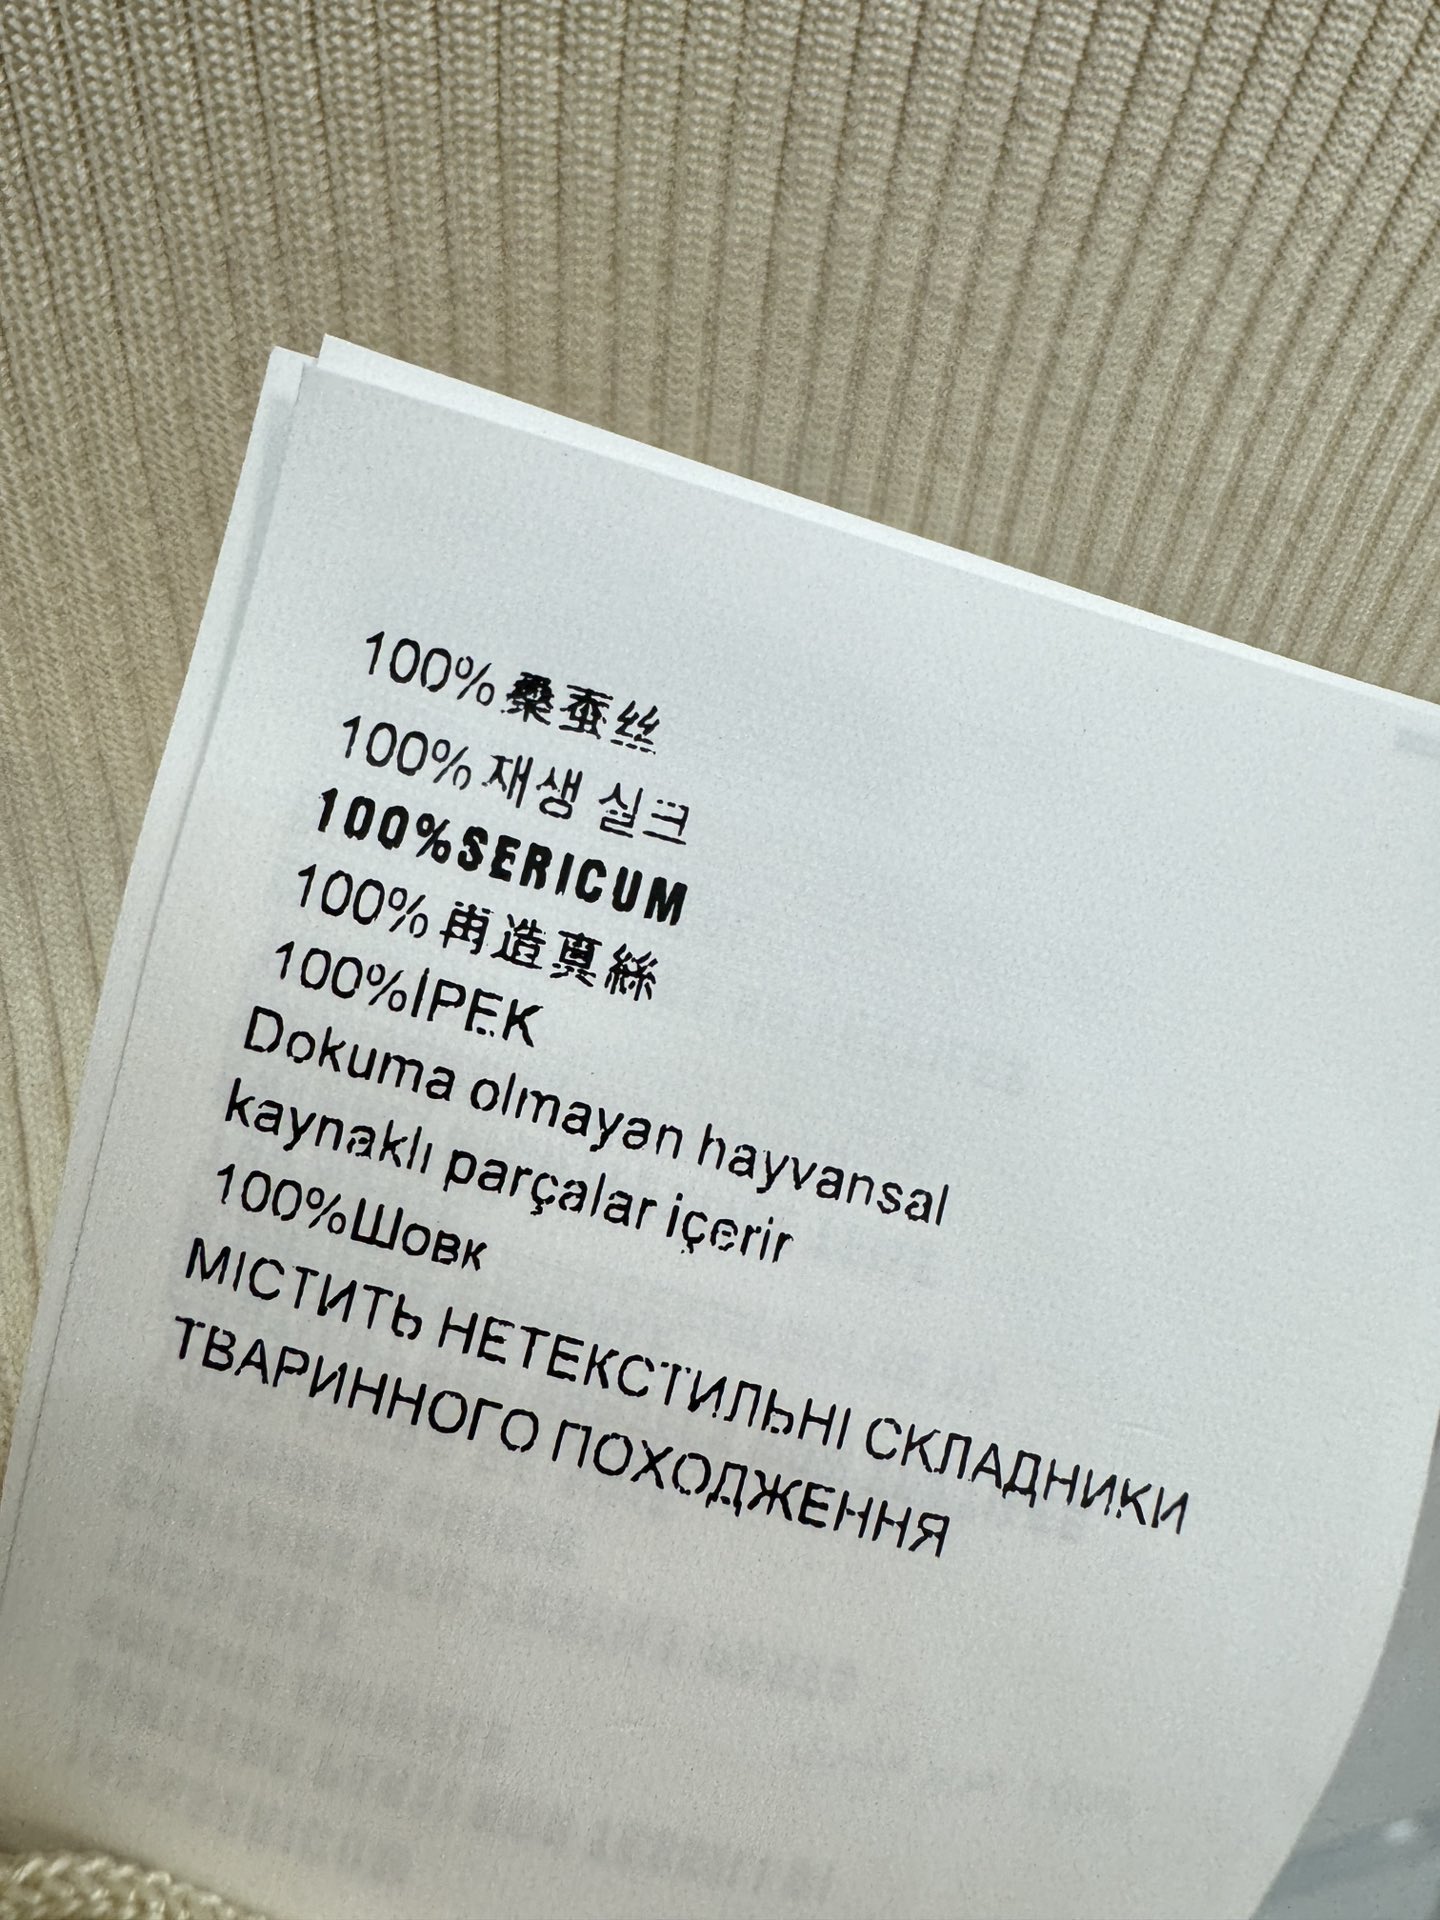 100%桑蚕丝
100% 재생 실크
100%SERICUM
100%再造真絲
100%İPEK
Dokuma olmayan hayvansal
kaynaklı parçalar içerir
100%Шовк
МІСТИТЬ НЕТЕКСТИЛЬНІ СКЛАДНИКИ
ТВАРИННОГО ПОХОДЖЕННЯ